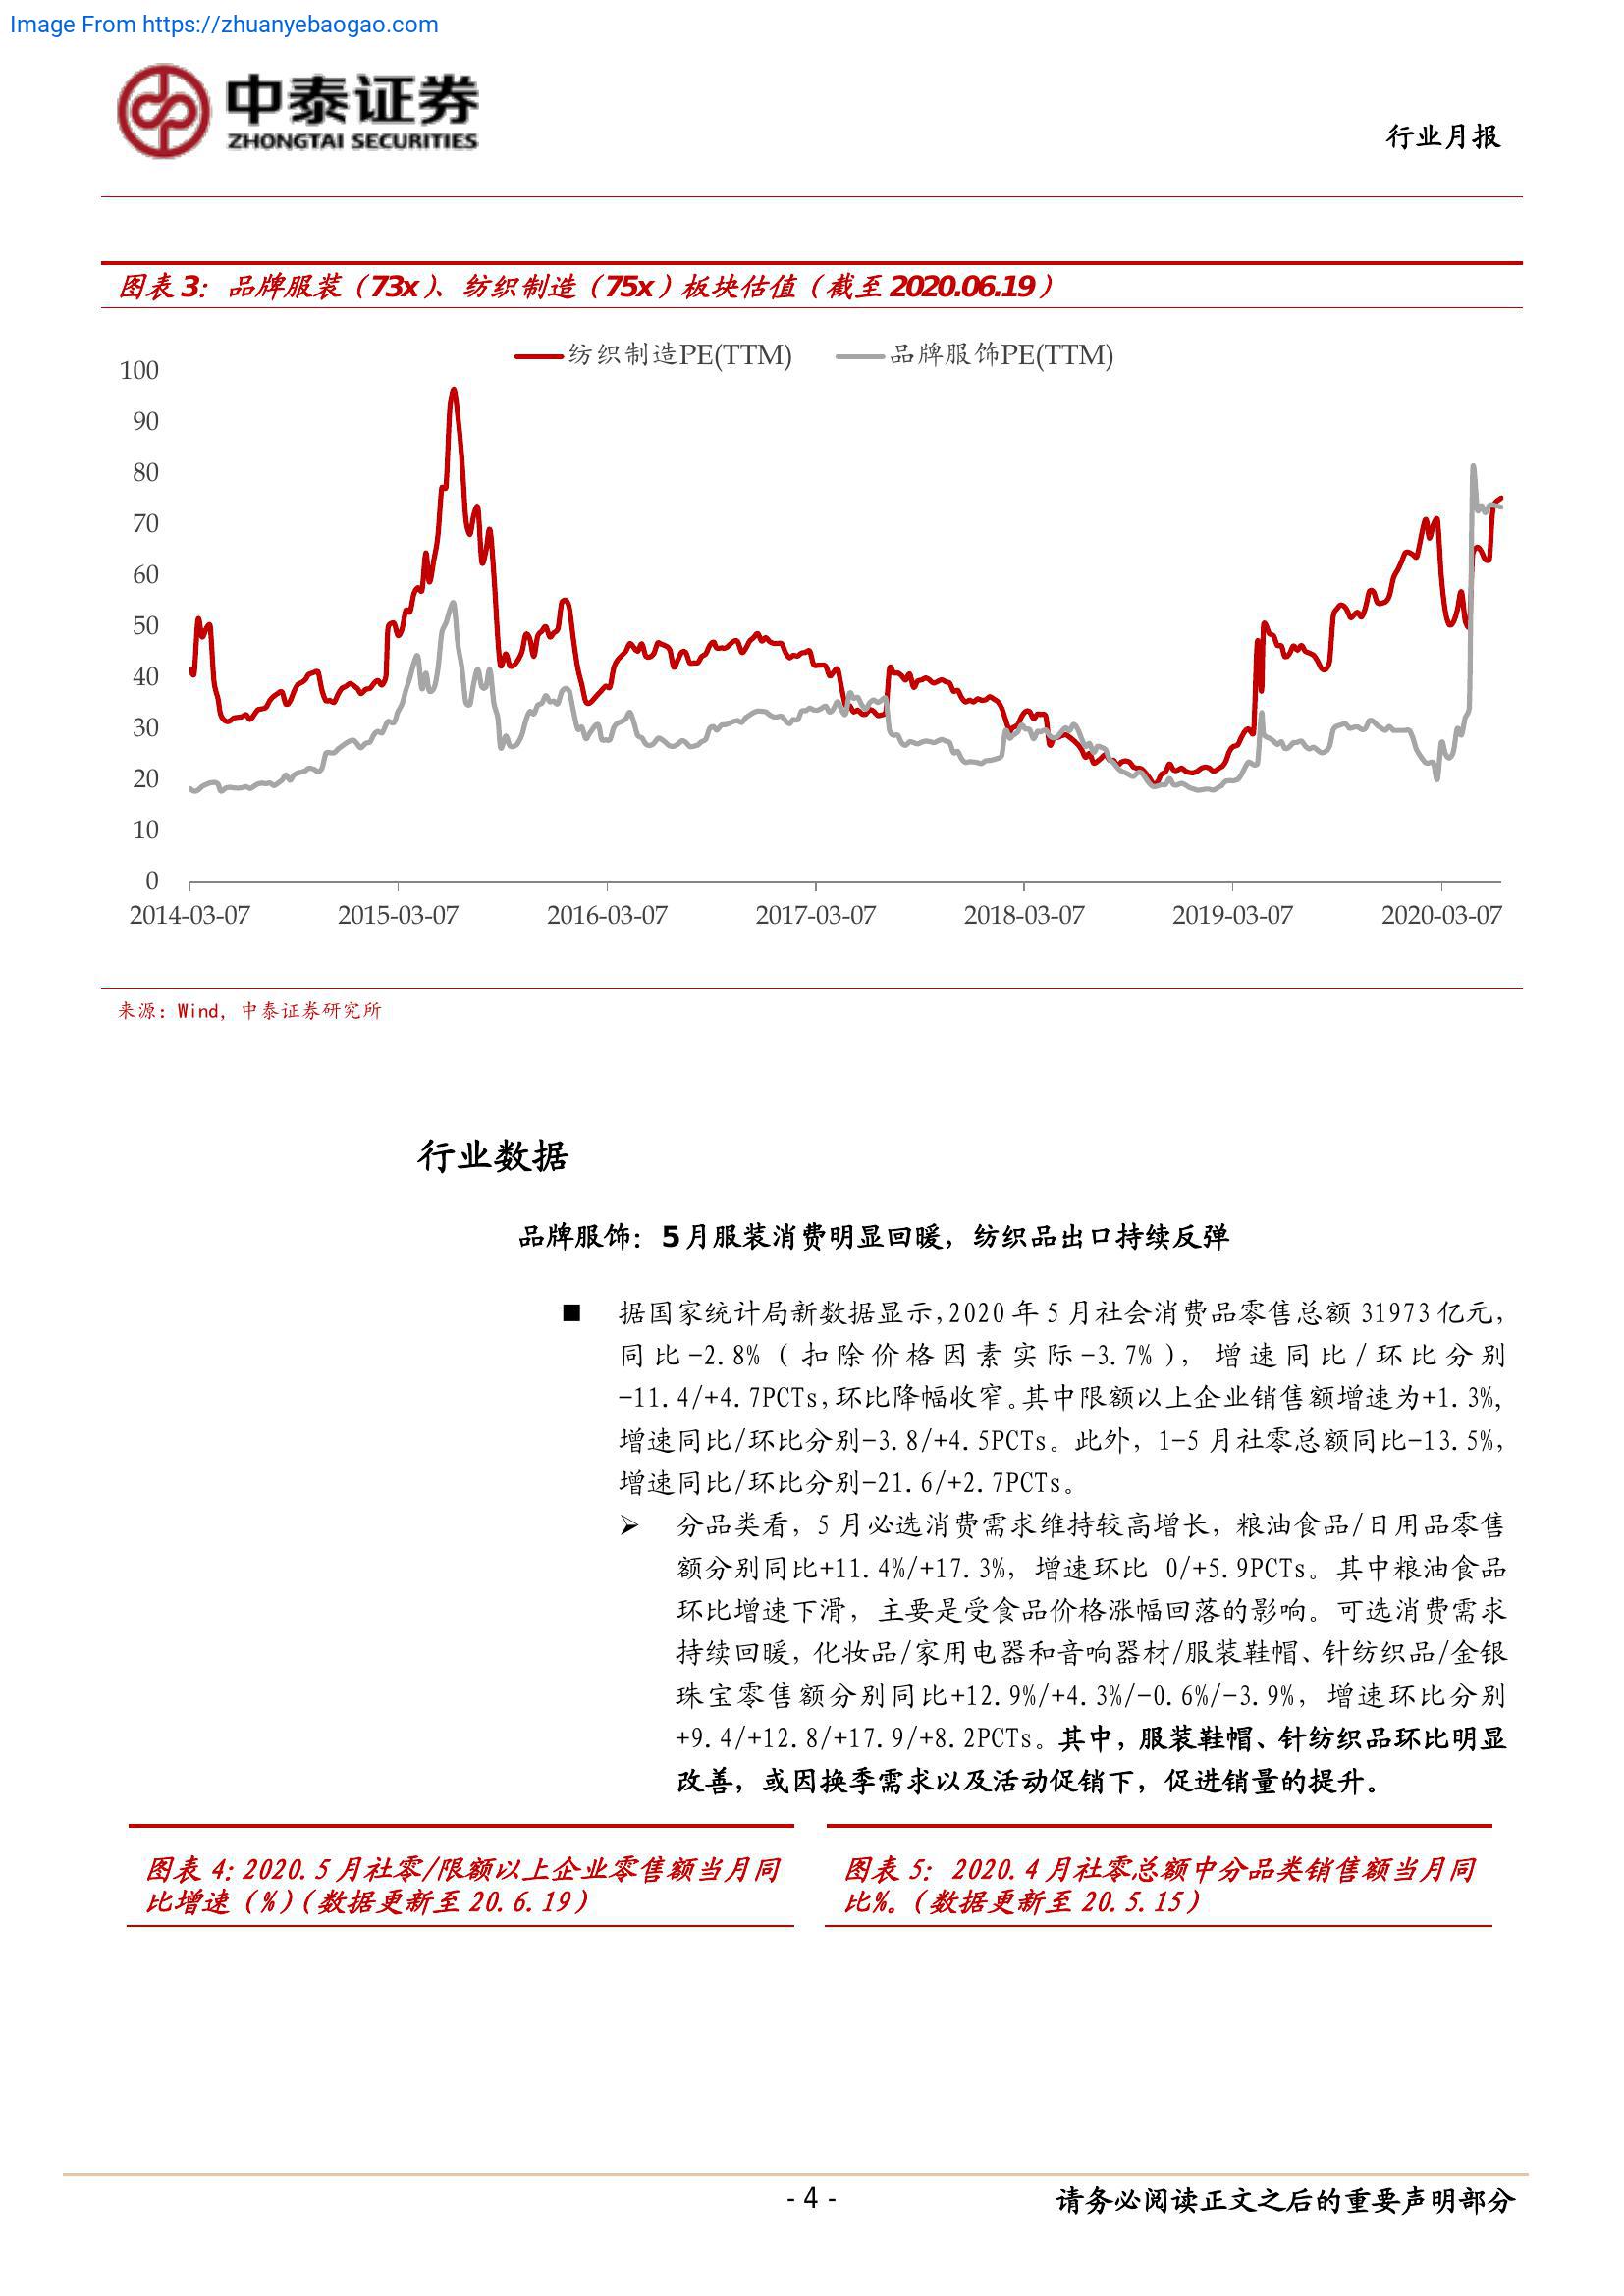 Image From https://zhuanyebaogao.com
中泰证券
ZHONGTAI SECURITIES
行业月报
图表 3：品牌服装（73x）、纺织制造（75x）板块估值（截至 2020.06.19）
纺织制造PE(TTM) 品牌服饰PE(TTM)
100
90
80
70
60
50
40
30
20
10
0
2014-03-07 2015-03-07 2016-03-07 2017-03-07 2018-03-07 2019-03-07 2020-03-07
来源：Wind，中泰证券研究所
行业数据
品牌服饰：5 月服装消费明显回暖，纺织品出口持续反弹
■ 据国家统计局新数据显示，2020 年 5 月社会消费品零售总额 31973 亿元，
同比-2.8%（扣除价格因素实际-3.7%），增速同比/环比分别
-11.4/+4.7PCTs，环比降幅收窄。其中限额以上企业销售额增速为+1.3%，
增速同比/环比分别-3.8/+4.5PCTs。此外，1-5 月社零总额同比-13.5%，
增速同比/环比分别-21.6/+2.7PCTs。
➢ 分品类看，5 月必选消费需求维持较高增长，粮油食品/日用品零售
额分别同比+11.4%/+17.3%，增速环比 0/+5.9PCTs。其中粮油食品
环比增速下滑，主要是受食品价格涨幅回落的影响。可选消费需求
持续回暖，化妆品/家用电器和音响器材/服装鞋帽、针纺织品/金银
珠宝零售额分别同比+12.9%/+4.3%/-0.6%/-3.9%，增速环比分别
+9.4/+12.8/+17.9/+8.2PCTs。其中，服装鞋帽、针纺织品环比明显
改善，或因换季需求以及活动促销下，促进销量的提升。
图表 4：2020.5 月社零/限额以上企业零售额当月同
比增速（%）（数据更新至 20.6.19）
图表 5：2020.4 月社零总额中分品类销售额当月同
比%。（数据更新至 20.5.15）
- 4 -
请务必阅读正文之后的重要声明部分